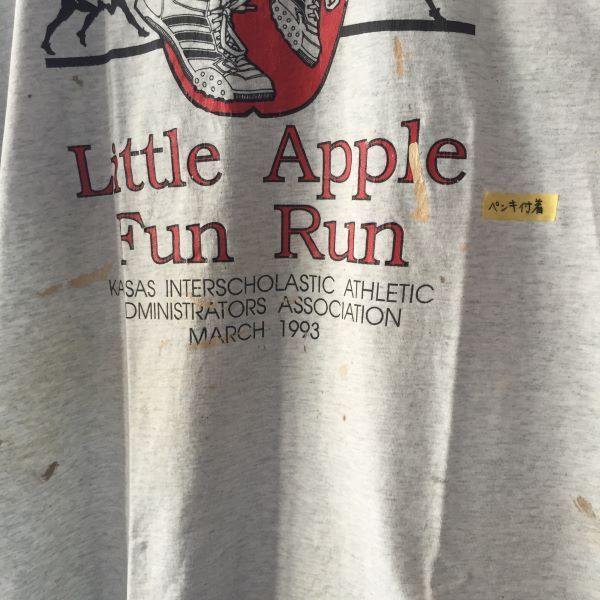 Little Apple
Fun Run
KASAS INTERSCHOLASTIC ATHLETIC
DMINISTRATORS ASSOCIATION
MARCH 1993
ペンキ付着